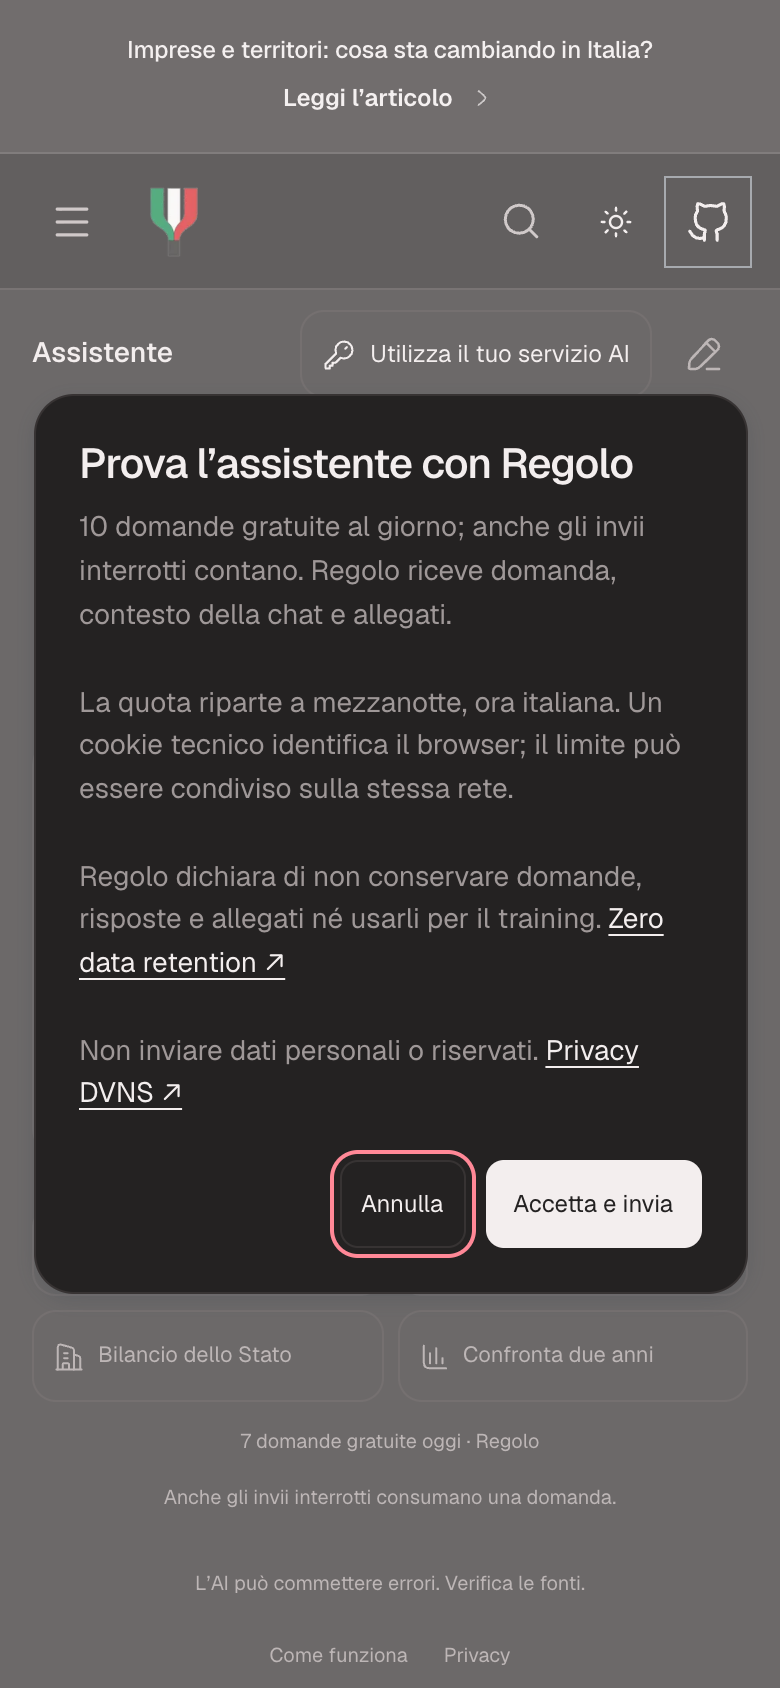 Imprese e territori: cosa sta cambiando in Italia?
Leggi l’articolo
Assistente
Utilizza il tuo servizio AI
Prova l’assistente con Regolo
10 domande gratuite al giorno; anche gli invii
interrotti contano. Regolo riceve domanda,
contesto della chat e allegati.
La quota riparte a mezzanotte, ora italiana. Un
cookie tecnico identifica il browser; il limite può
essere condiviso sulla stessa rete.
Regolo dichiara di non conservare domande,
risposte e allegati né usarli per il training. Zero
data retention ↗
Non inviare dati personali o riservati. Privacy
DVNS ↗
Annulla
Accetta e invia
Bilancio dello Stato
Confronta due anni
7 domande gratuite oggi · Regolo
Anche gli invii interrotti consumano una domanda.
L’AI può commettere errori. Verifica le fonti.
Come funziona
Privacy